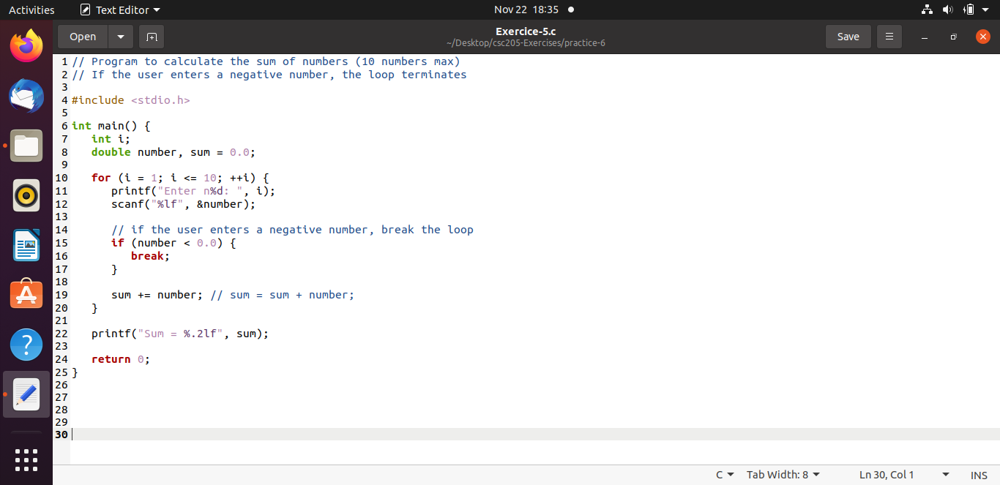 Activities Text Editor Nov 22 18:35
Open Exercice-5.c Save
~/Desktop/csc205-Exercises/practice-6
1 // Program to calculate the sum of numbers (10 numbers max)
2 // If the user enters a negative number, the loop terminates
3
4 #include <stdio.h>
5
6 int main() {
7    int i;
8    double number, sum = 0.0;
9
10    for (i = 1; i <= 10; ++i) {
11       printf("Enter n%d: ", i);
12       scanf("%lf", &number);
13
14       // if the user enters a negative number, break the loop
15       if (number < 0.0) {
16          break;
17       }
18
19       sum += number; // sum = sum + number;
20    }
21
22    printf("Sum = %.2lf", sum);
23
24    return 0;
25 }
26
27
28
29
30
C Tab Width: 8 Ln 30, Col 1 INS